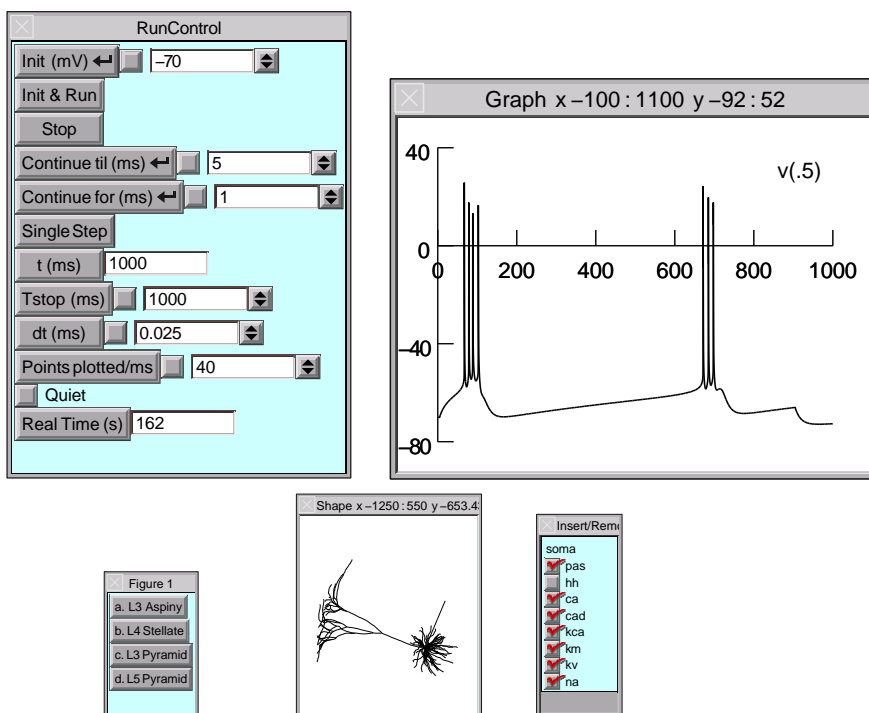 RunControl
Init (mV) –70
Init & Run
Stop
Continue til (ms) 5
Continue for (ms) 1
Single Step
t (ms) 1000
Tstop (ms) 1000
dt (ms) 0.025
Points plotted/ms 40
Quiet
Real Time (s) 162
Graph x –100 : 1100 y –92 : 52
40
v(.5)
0
0 200 400 600 800 1000
–40
–80
Figure 1
a. L3 Aspiny
b. L4 Stellate
c. L3 Pyramid
d. L5 Pyramid
Shape x –1250 : 550 y –653.4
Insert/Remo
soma
pas
hh
ca
cad
kca
km
kv
na